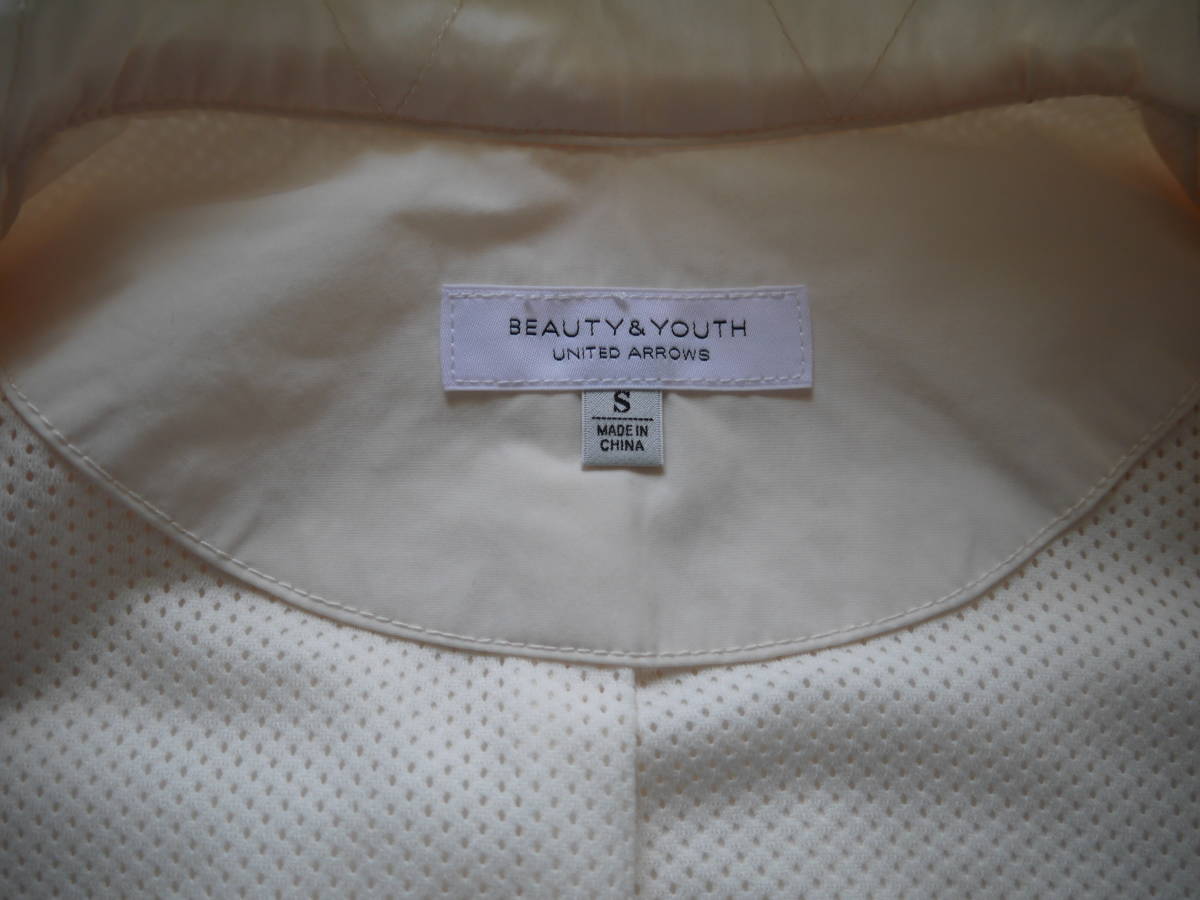 BEAUTY&YOUTH
UNITED ARROWS
S
MADE IN
CHINA